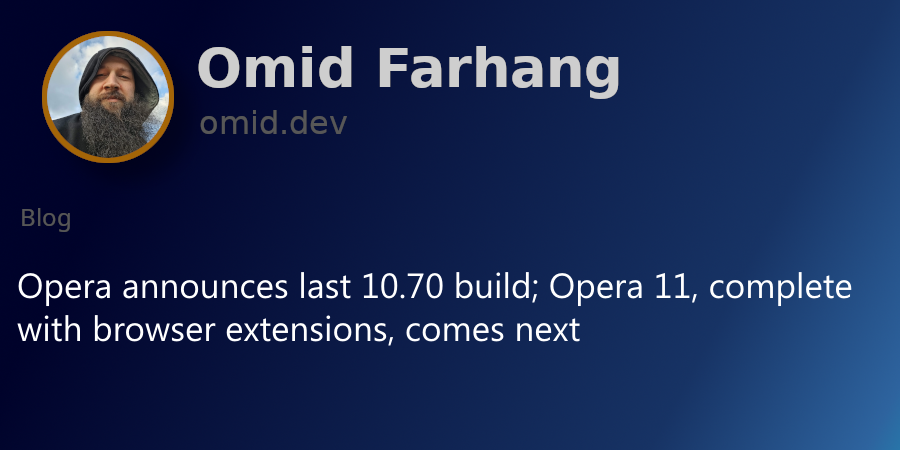 Omid Farhang
omid.dev
Blog
Opera announces last 10.70 build; Opera 11, complete
with browser extensions, comes next